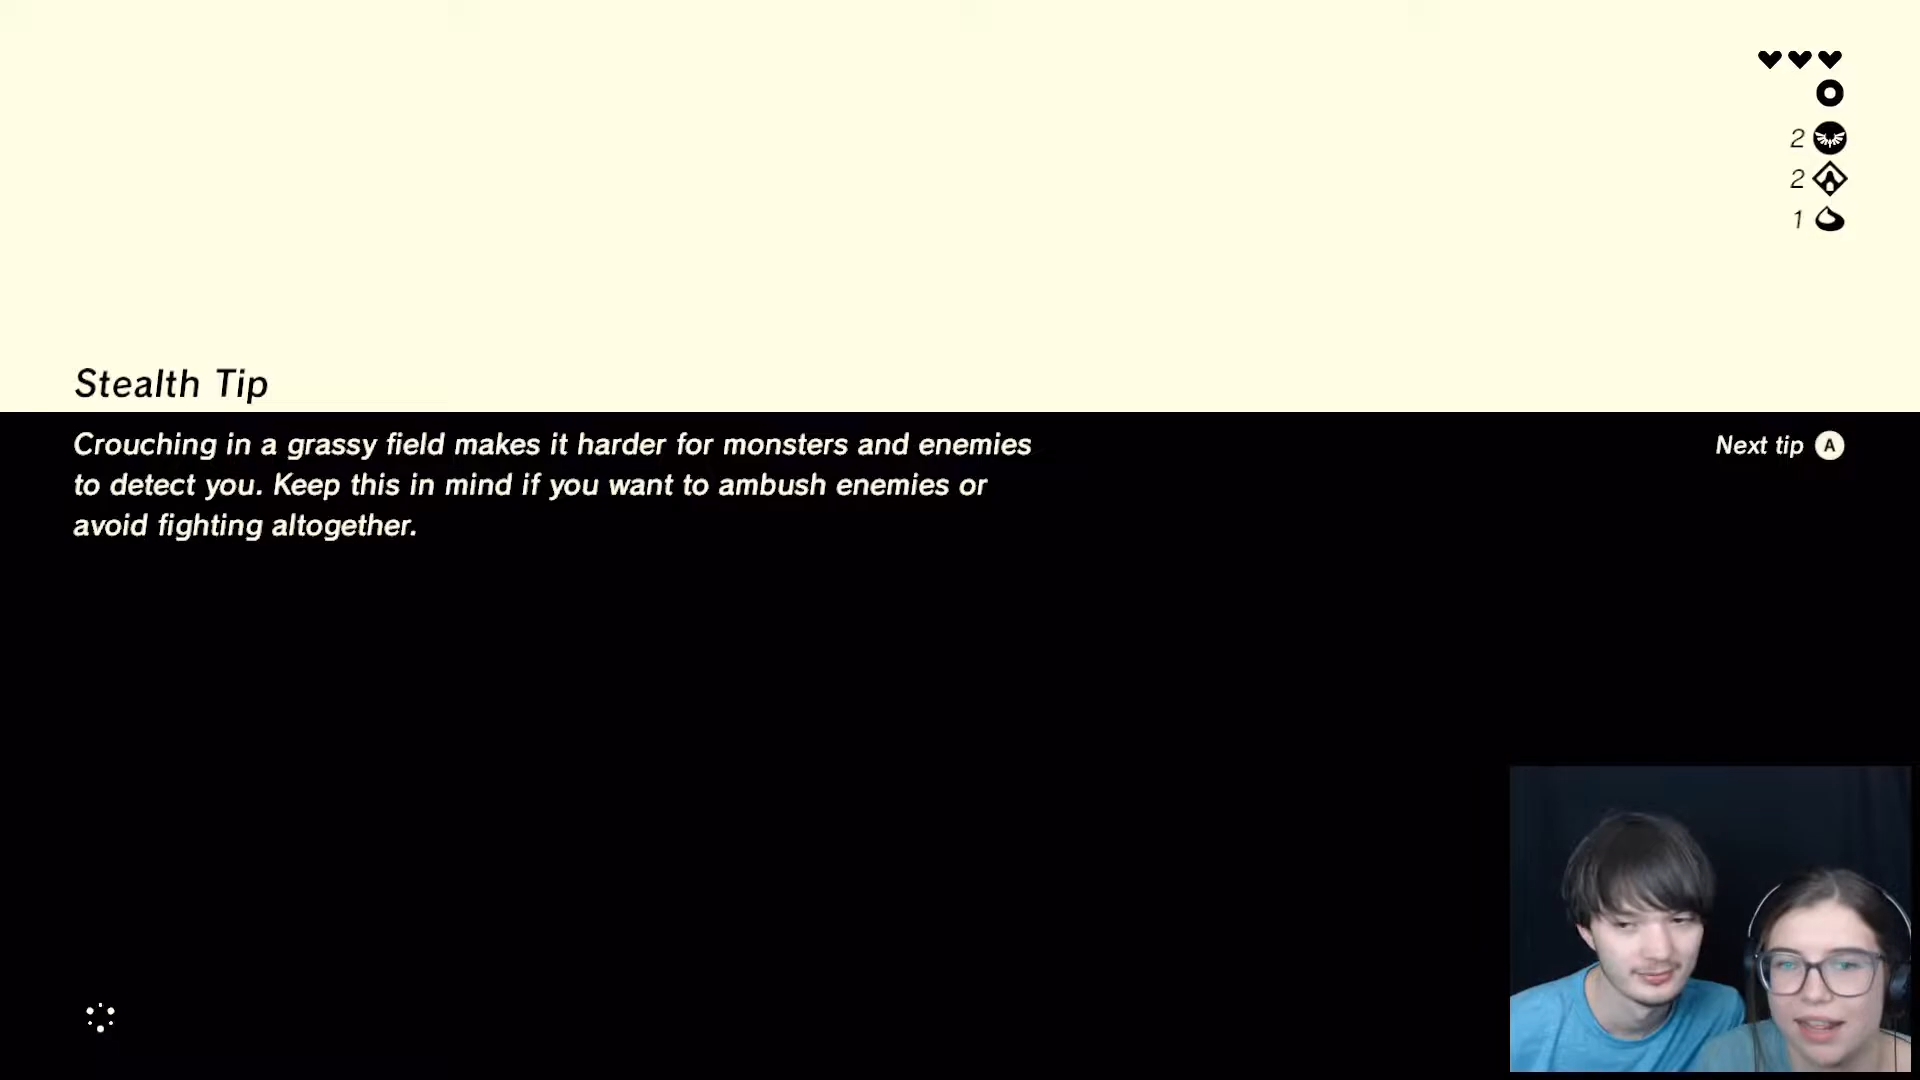 2
2
1
Stealth Tip
Crouching in a grassy field makes it harder for monsters and enemies
to detect you. Keep this in mind if you want to ambush enemies or
avoid fighting altogether.
Next tip A